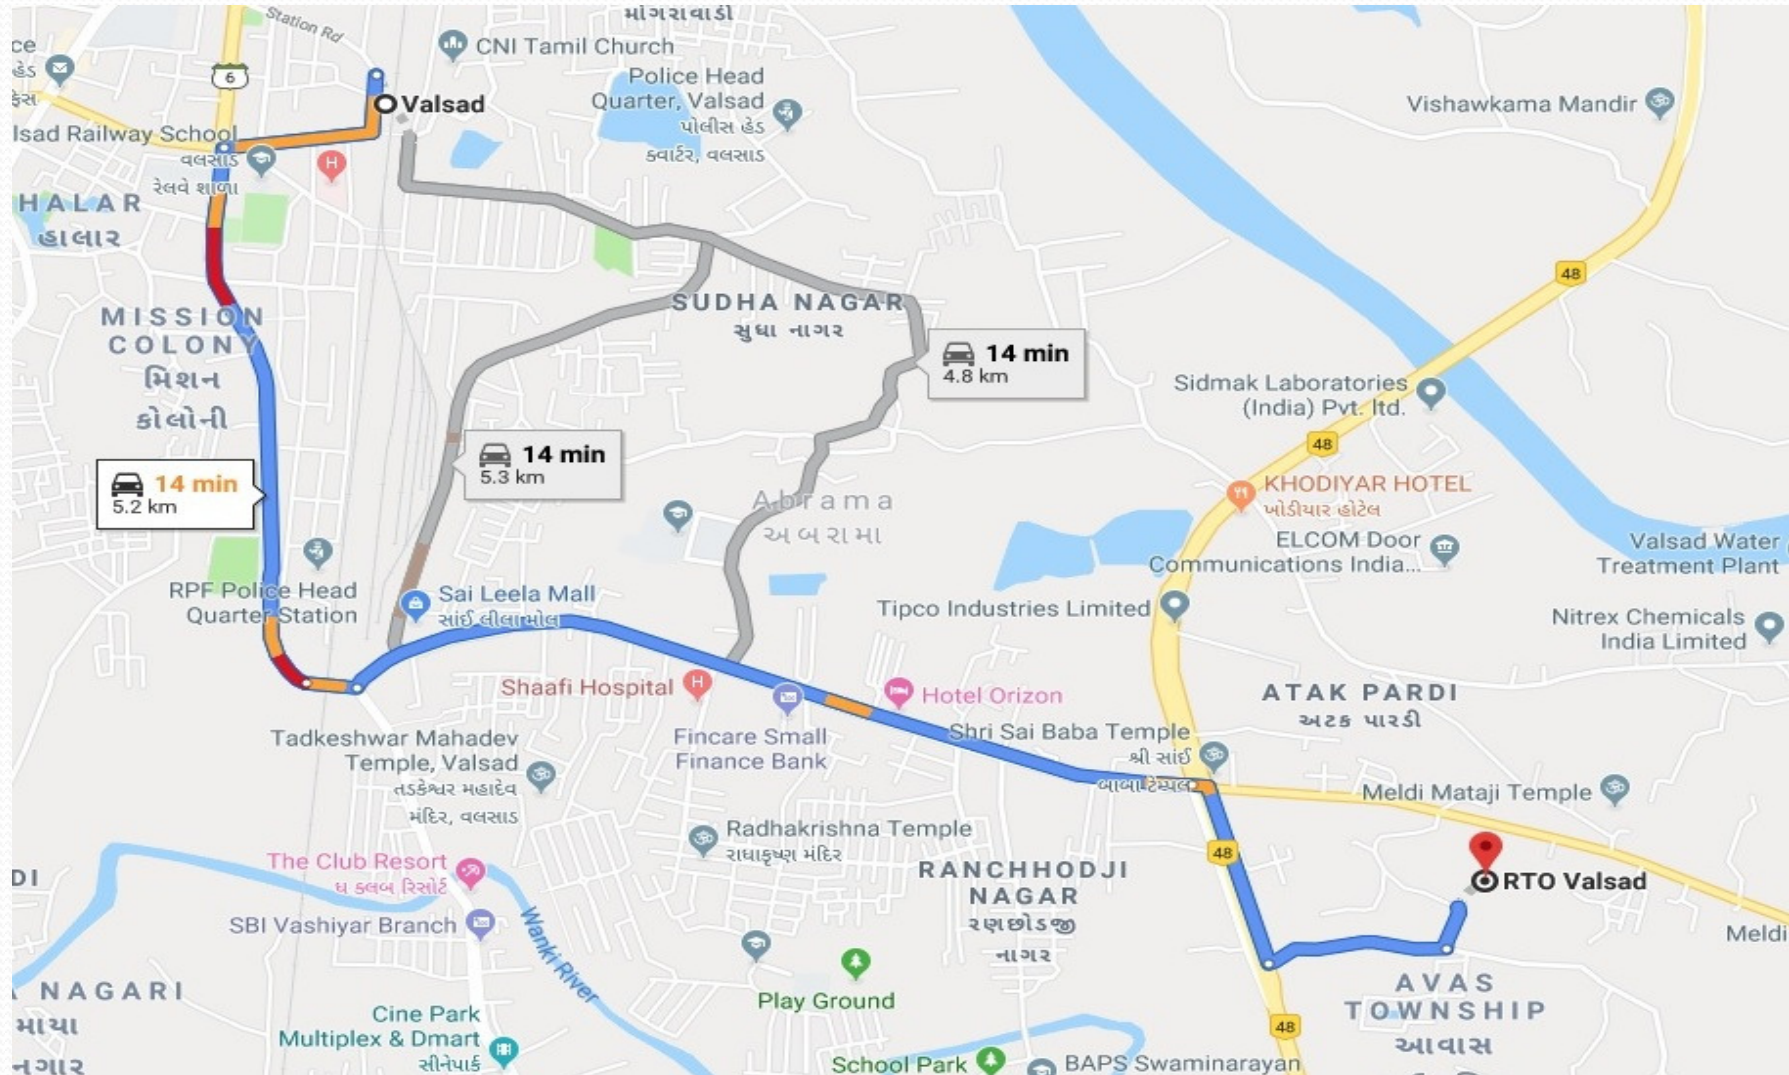 માંગરાવાડી
Station Rd
CNI Tamil Church
ce
હેડ
ફિસ
6
Valsad
Police Head
Quarter, Valsad
પોલીસ હેડ
ક્વાર્ટર, વલસાડ
Vishawkama Mandir
lsad Railway School
વલસાડ
રેલવે શાળા
H
HALAR
હાલાર
48
SUDHA NAGAR
સુધા નાગર
MISSION
COLONY
મિશન
કોલોની
14 min
4.8 km
Sidmak Laboratories
(India) Pvt. ltd.
48
14 min
5.3 km
14 min
5.2 km
KHODIYAR HOTEL
ખોડીયાર હોટેલ
Abrama
અબરામા
ELCOM Door
Communications India...
Valsad Water
Treatment Plant
RPF Police Head
Quarter Station
Sai Leela Mall
સાંઈ લીલા મોલ
Tipco Industries Limited
Nitrex Chemicals
India Limited
Shaafi Hospital
H
Hotel Orizon
ATAK PARDI
અટક પારડી
Tadkeshwar Mahadev
Temple, Valsad
તડકેશ્વર મહાદેવ
મંદિર, વલસાડ
Fincare Small
Finance Bank
Shri Sai Baba Temple
શ્રી સાંઈ
બાબા ટેમ્પલ
Meldi Mataji Temple
Radhakrishna Temple
રાધાકૃષ્ણ મંદિર
48
The Club Resort
ધ ક્લબ રિસોર્ટ
DI
RANCHHODJI
NAGAR
રણછોડજી
નાગર
RTO Valsad
SBI Vashiyar Branch
Wanki River
Meldi
NAGARI
માયા
નગાર
Play Ground
AVAS
TOWNSHIP
આવાસ
Cine Park
Multiplex & Dmart
સીનેપાર્ક
48
School Park
BAPS Swaminarayan